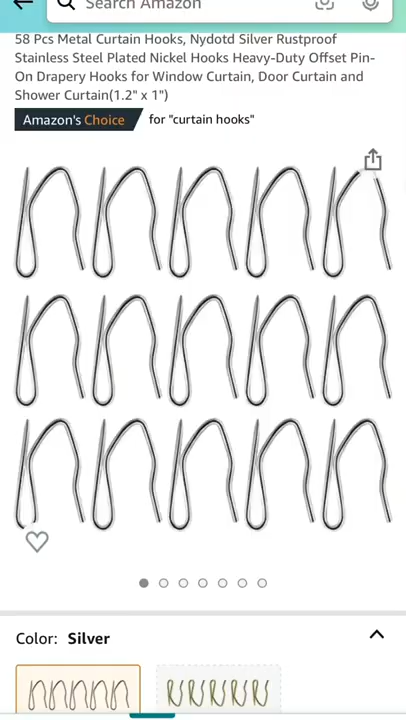 Search Amazon
58 Pcs Metal Curtain Hooks, Nydotd Silver Rustproof
Stainless Steel Plated Nickel Hooks Heavy-Duty Offset Pin-
On Drapery Hooks for Window Curtain, Door Curtain and
Shower Curtain(1.2" x 1")
Amazon's Choice for "curtain hooks"
Color: Silver